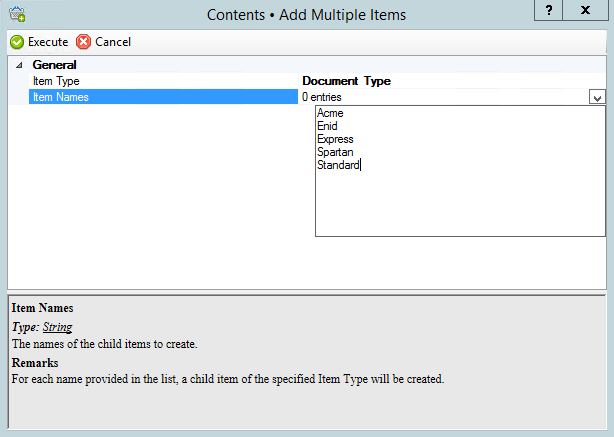 Contents • Add Multiple Items
? X
Execute Cancel
General
Item Type Document Type
Item Names 0 entries
Acme
Enid
Express
Spartan
Standard
Item Names
Type: String
The names of the child items to create.
Remarks
For each name provided in the list, a child item of the specified Item Type will be created.